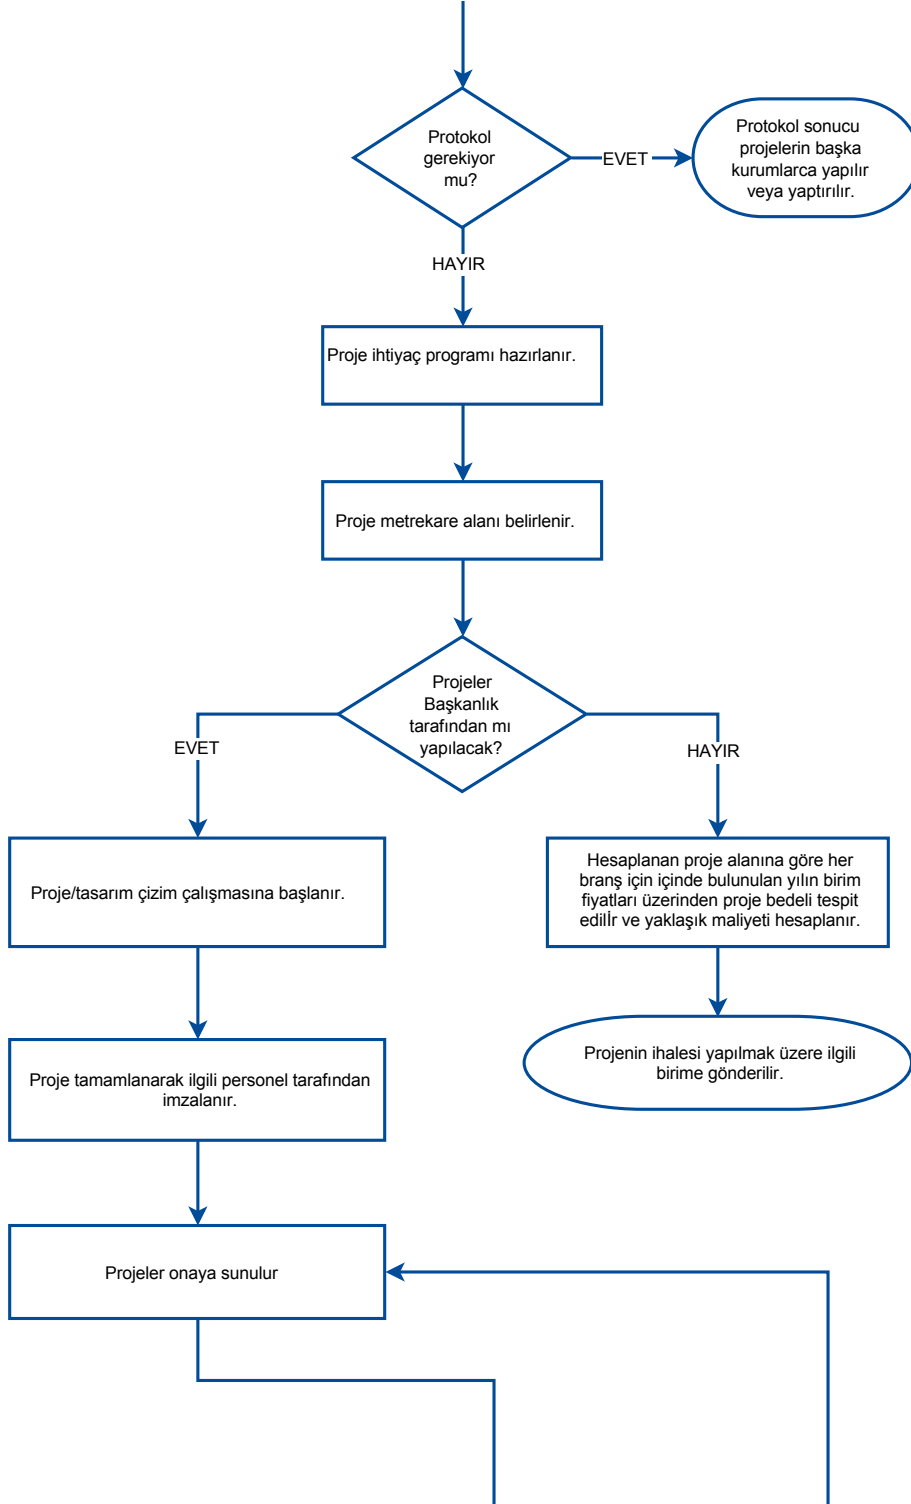 Protokol
gerekiyor
mu?
EVET
Protokol sonucu
projelerin başka
kurumlarca yapılır
veya yaptırılır.
HAYIR
Proje ihtiyaç programı hazırlanır.
Proje metrekare alanı belirlenir.
Projeler
Başkanlık
tarafından mı
yapılacak?
EVET
HAYIR
Proje/tasarım çizim çalışmasına başlanır.
Hesaplanan proje alanına göre her
branş için içinde bulunulan yılın birim
fiyatları üzerinden proje bedeli tespit
edilİr ve yaklaşık maliyeti hesaplanır.
Proje tamamlanarak ilgili personel tarafından
imzalanır.
Projenin ihalesi yapılmak üzere ilgili
birime gönderilir.
Projeler onaya sunulur